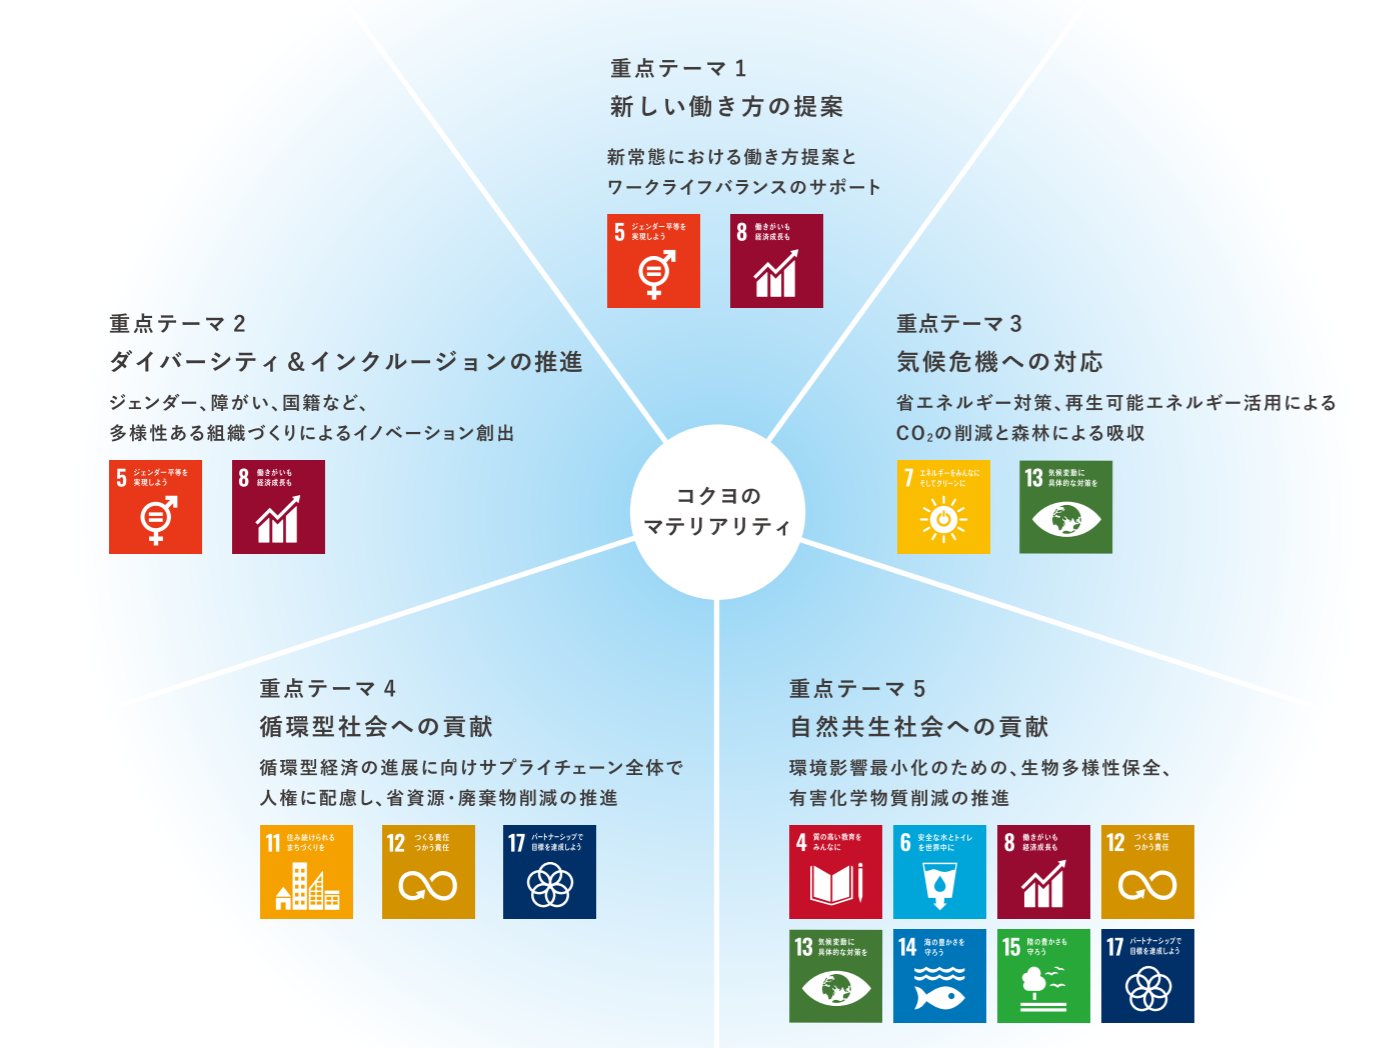 重点テーマ 1
新しい働き方の提案
新常態における働き方提案と
ワークライフバランスのサポート
5 ジェンダー平等を
実現しよう
8 働きがいも
経済成長も
重点テーマ 2
ダイバーシティ＆インクルージョンの推進
ジェンダー、障がい、国籍など、
多様性ある組織づくりによるイノベーション創出
5 ジェンダー平等を
実現しよう
8 働きがいも
経済成長も
重点テーマ 3
気候危機への対応
省エネルギー対策、再生可能エネルギー活用による
CO₂の削減と森林による吸収
7 エネルギーをみんなに
そしてクリーンに
13 気候変動に
具体的な対策を
コクヨの
マテリアリティ
重点テーマ 4
循環型社会への貢献
循環型経済の進展に向けサプライチェーン全体で
人権に配慮し、省資源・廃棄物削減の推進
11 住み続けられる
まちづくりを
12 つくる責任
つかう責任
17 パートナーシップで
目標を達成しよう
重点テーマ 5
自然共生社会への貢献
環境影響最小化のための、生物多様性保全、
有害化学物質削減の推進
4 質の高い教育を
みんなに
6 安全な水とトイレ
を世界中に
8 働きがいも
経済成長も
12 つくる責任
つかう責任
13 気候変動に
具体的な対策を
14 海の豊かさを
守ろう
15 陸の豊かさも
守ろう
17 パートナーシップで
目標を達成しよう